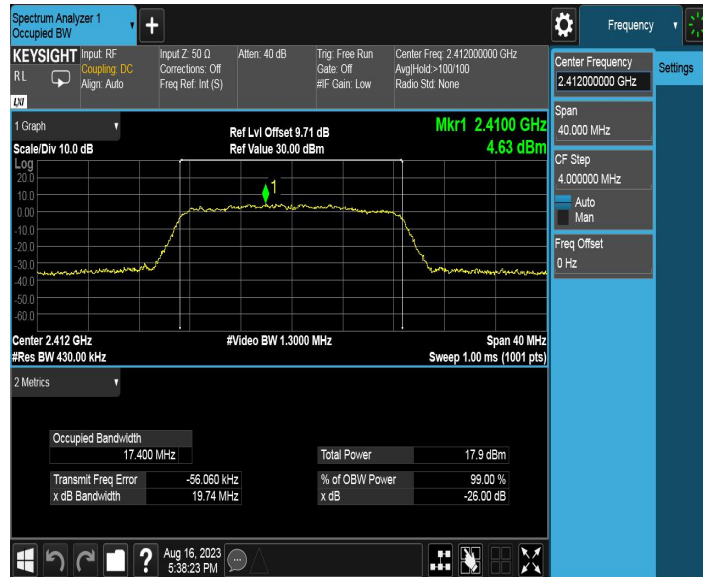 Spectrum Analyzer 1
Occupied BW
+
Frequency
KEYSIGHT
RL
LXI
Input: RF
Coupling: DC
Align: Auto
Input Z: 50 Ω
Corrections: Off
Freq Ref: Int (S)
Atten: 40 dB
Trig: Free Run
Gate: Off
#IF Gain: Low
Center Freq: 2.412000000 GHz
Avg|Hold:>100/100
Radio Std: None
Center Frequency
2.412000000 GHz
Settings
Span
40.000 MHz
CF Step
4.000000 MHz
Auto
Man
Freq Offset
0 Hz
1 Graph
Scale/Div 10.0 dB
Ref Lvl Offset 9.71 dB
Ref Value 30.00 dBm
Mkr1 2.4100 GHz
4.63 dBm
Log
20.0
10.0
0.00
-10.0
-20.0
-30.0
-40.0
-50.0
-60.0
1
Center 2.412 GHz
#Res BW 430.00 kHz
#Video BW 1.3000 MHz
Span 40 MHz
Sweep 1.00 ms (1001 pts)
2 Metrics
Occupied Bandwidth
17.400 MHz
Total Power 17.9 dBm
Transmit Freq Error -56.060 kHz
% of OBW Power 99.00 %
x dB Bandwidth 19.74 MHz
x dB -26.00 dB
?
Aug 16, 2023
5:38:23 PM